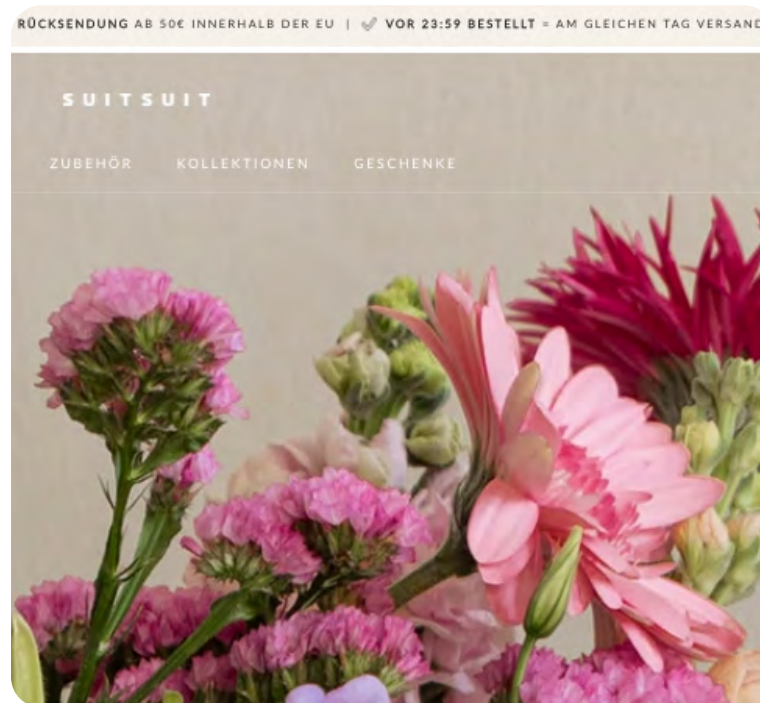 RÜCKSENDUNG AB 50€ INNERHALB DER EU | ✓ VOR 23:59 BESTELLT = AM GLEICHEN TAG VERSAND
SUITSUIT
ZUBEHÖR KOLLEKTIONEN GESCHENKE